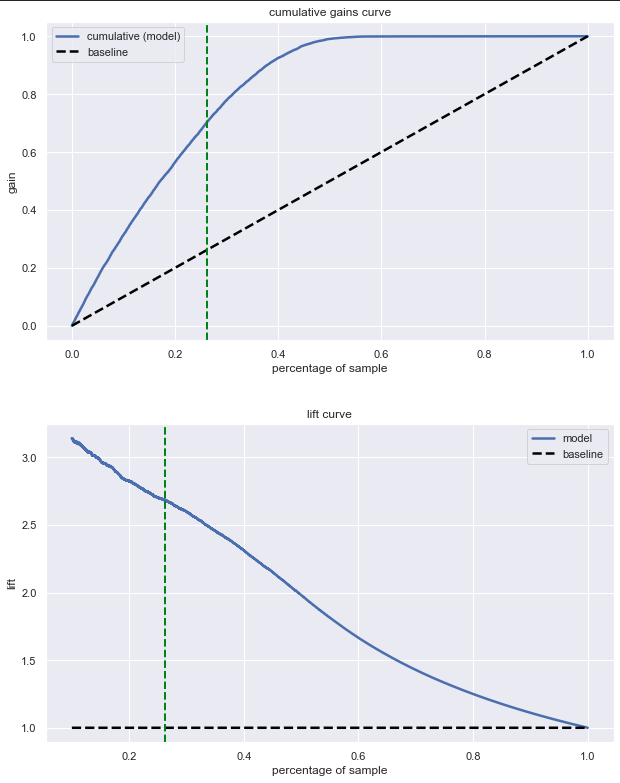 cumulative gains curve
cumulative (model)
baseline
1.0
0.8
0.6
0.4
0.2
0.0
gain
0.0 0.2 0.4 0.6 0.8 1.0
percentage of sample
lift curve
model
baseline
3.0
2.5
2.0
1.5
1.0
lift
0.2 0.4 0.6 0.8 1.0
percentage of sample